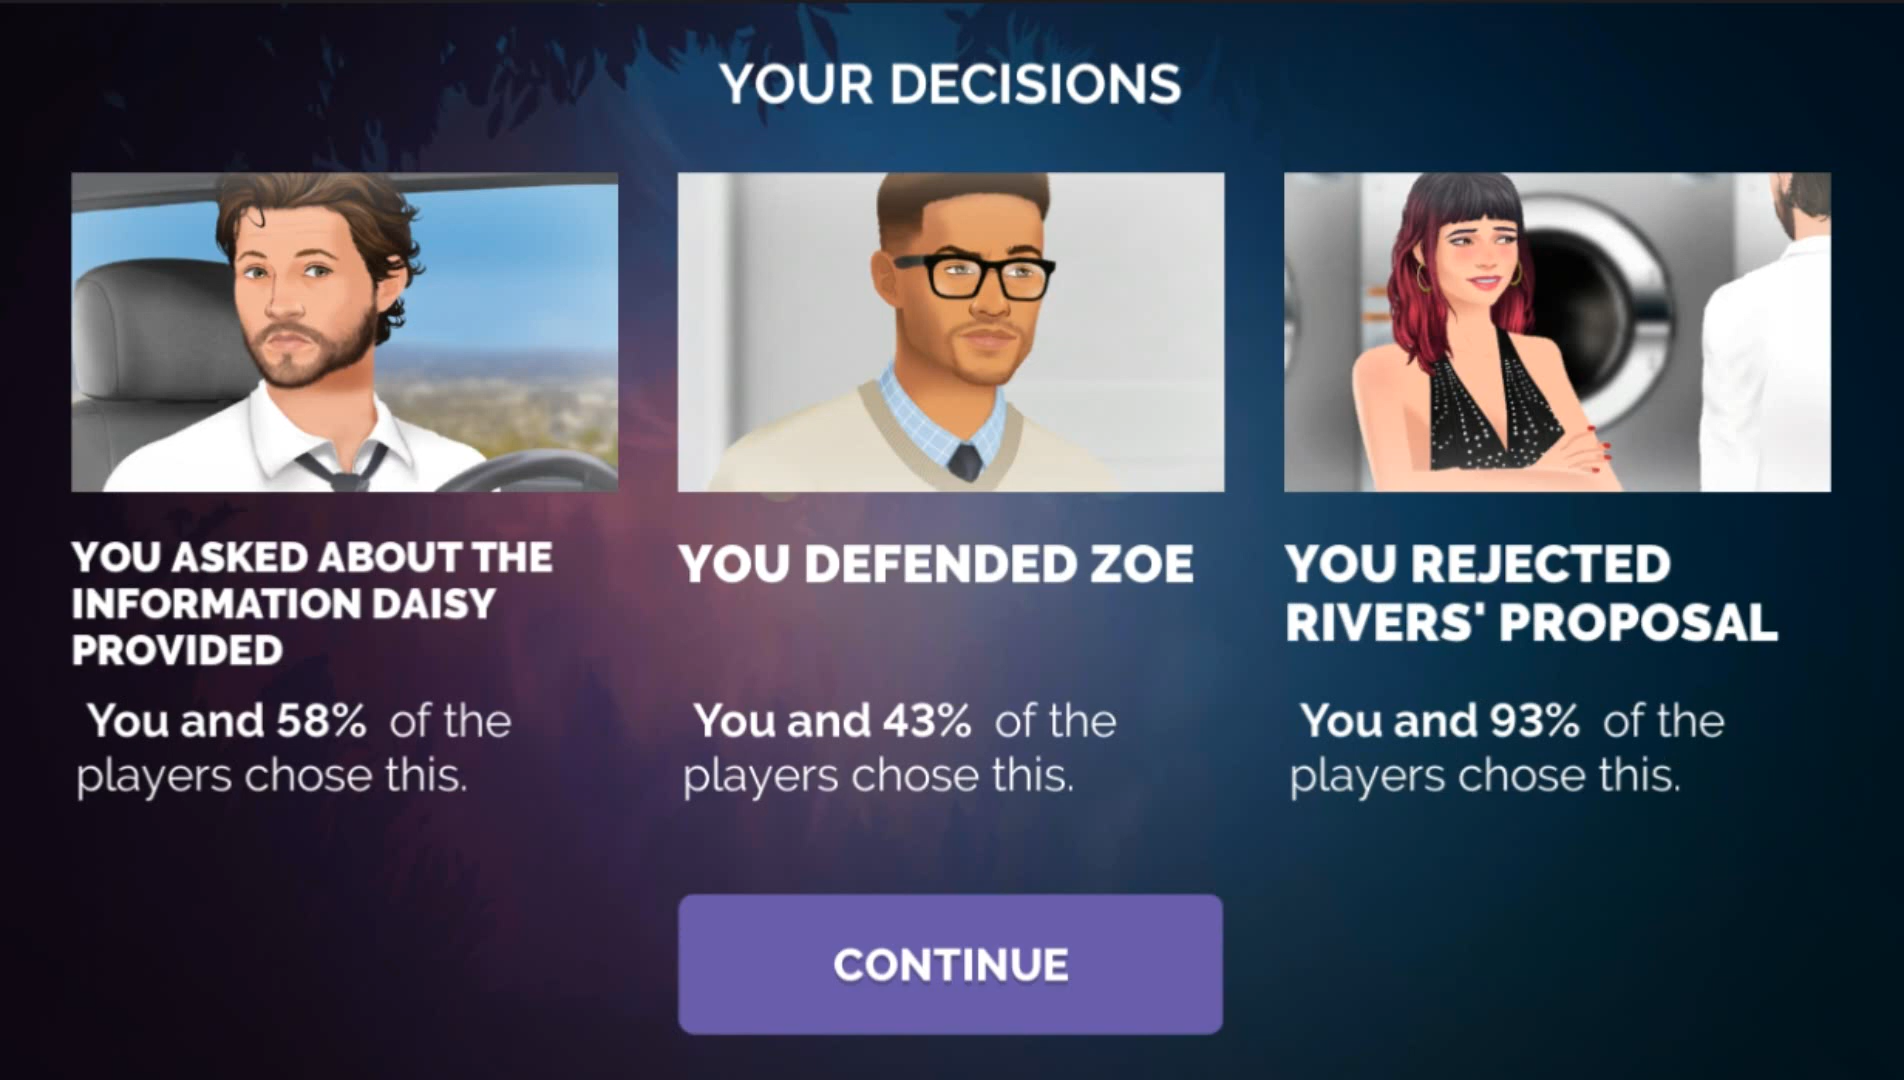 YOUR DECISIONS
YOU ASKED ABOUT THE
INFORMATION DAISY
PROVIDED
You and 58% of the
players chose this.
YOU DEFENDED ZOE
You and 43% of the
players chose this.
YOU REJECTED
RIVERS' PROPOSAL
You and 93% of the
players chose this.
CONTINUE